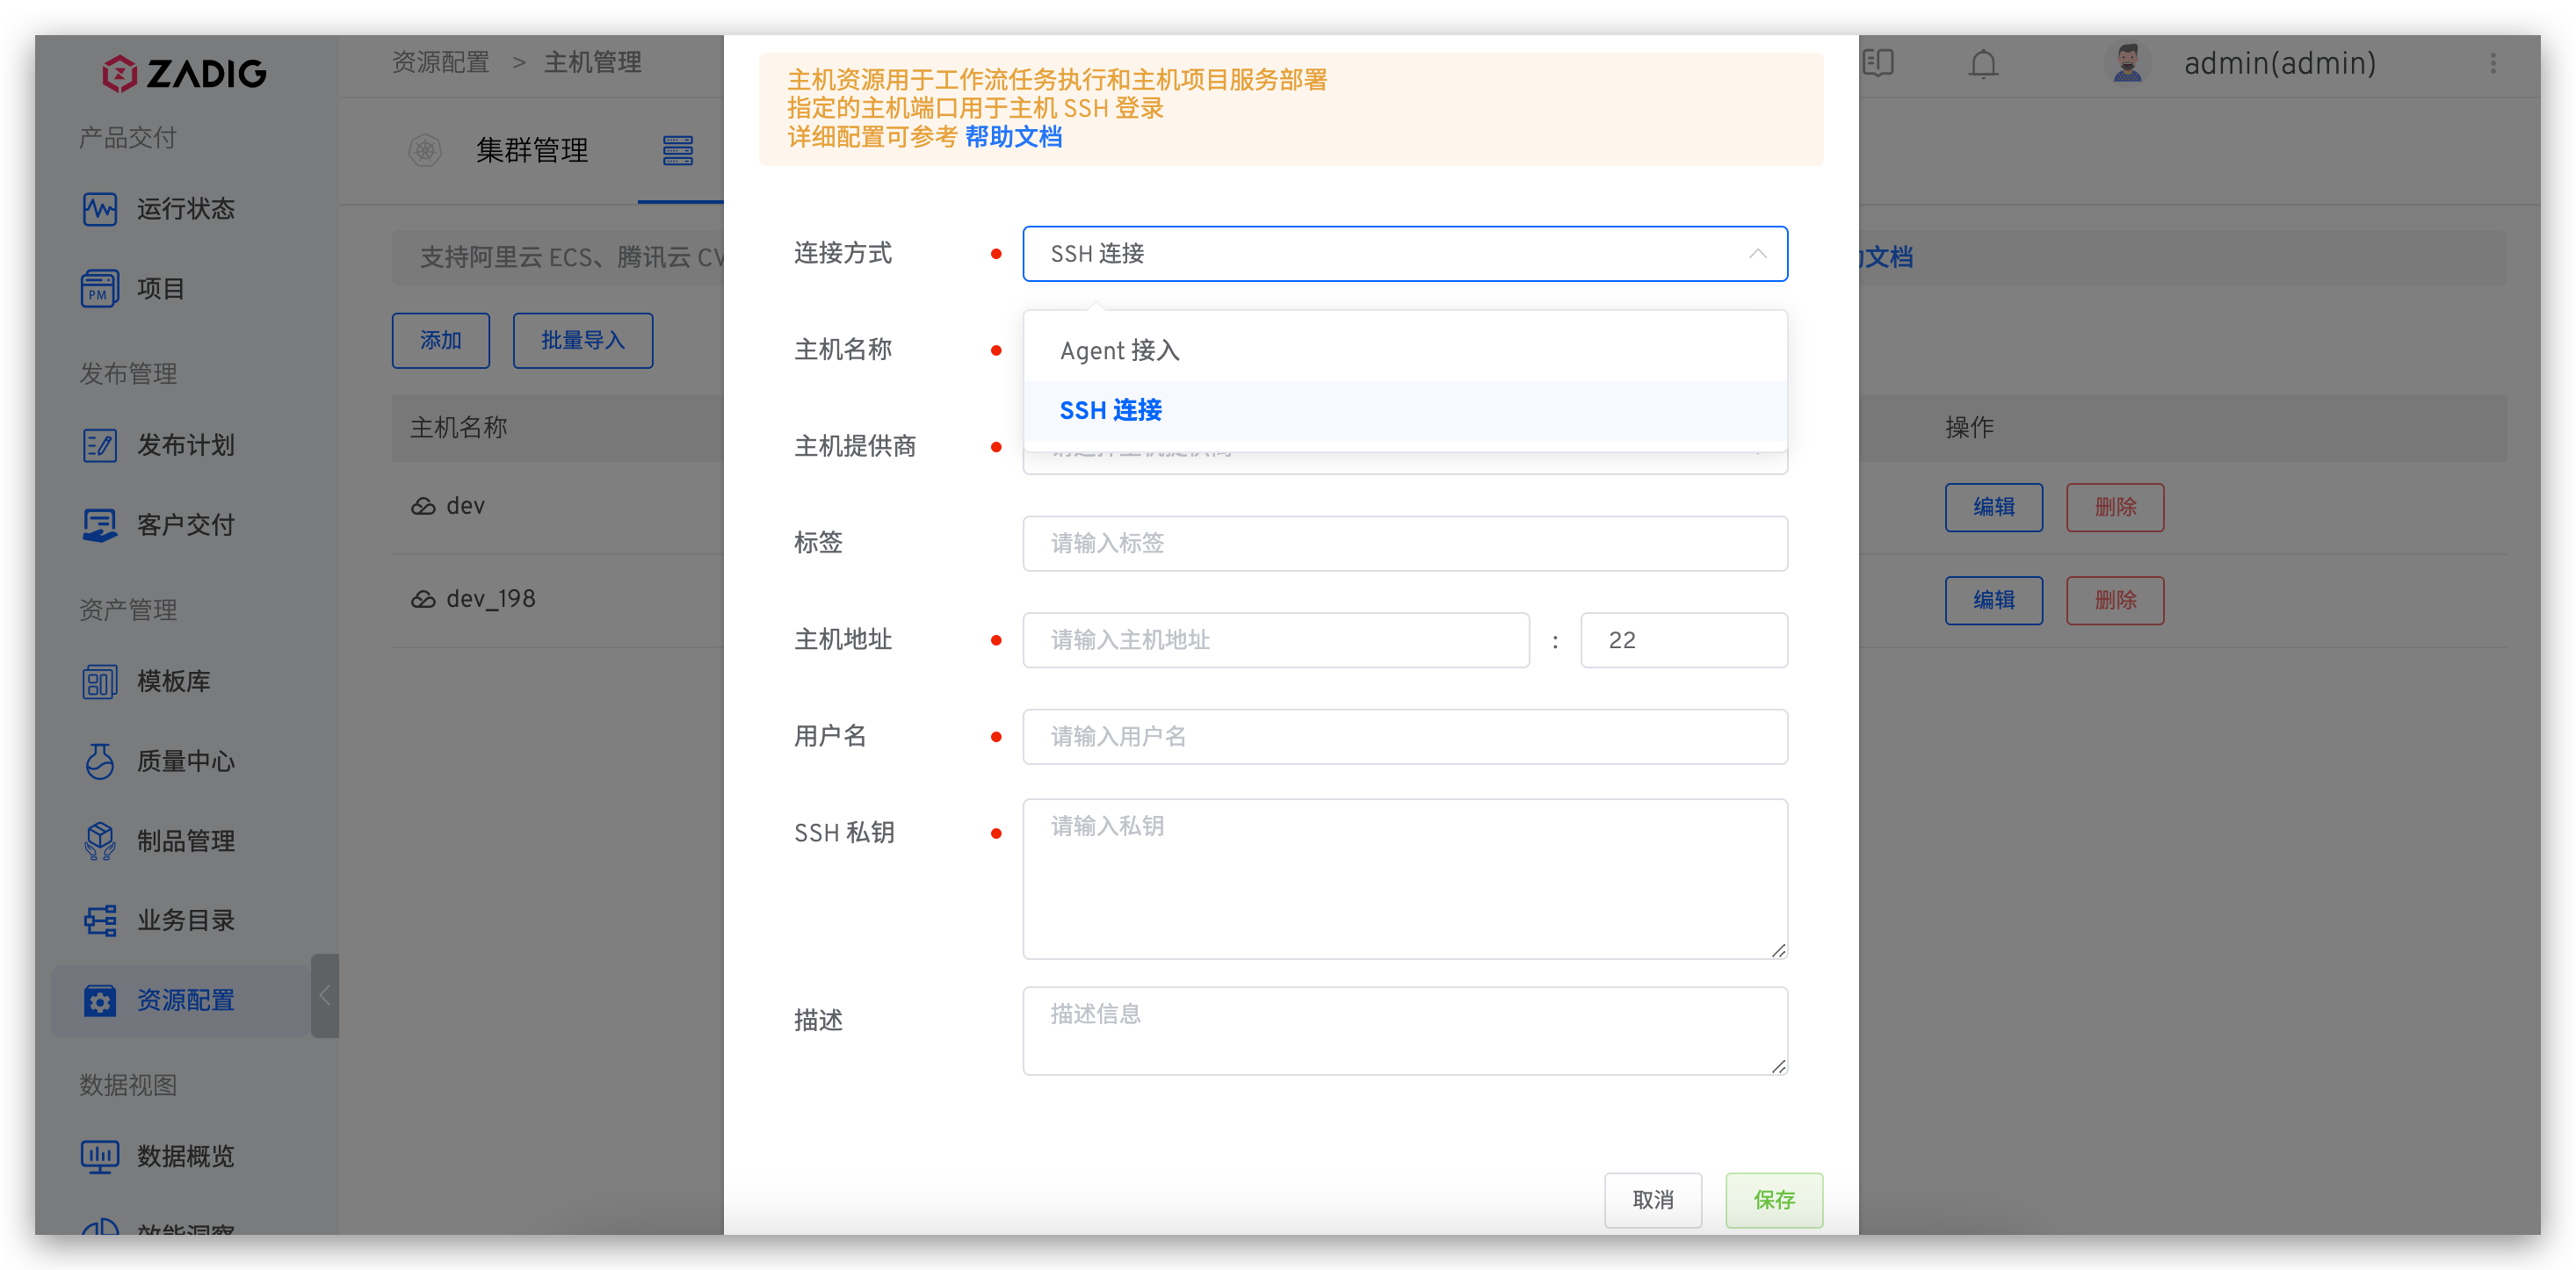 ZADIG
产品交付
运行状态
PM
项目
发布管理
发布计划
客户交付
资产管理
模板库
质量中心
制品管理
业务目录
资源配置
数据视图
数据概览
效能洞察
资源配置 > 主机管理
admin(admin)
集群管理
支持阿里云 ECS、腾讯云 CV
文档
添加
批量导入
主机名称
操作
dev
编辑
删除
dev_198
编辑
删除
主机资源用于工作流任务执行和主机项目服务部署
指定的主机端口用于主机 SSH 登录
详细配置可参考 帮助文档
连接方式
SSH 连接
Agent 接入
SSH 连接
主机名称
主机提供商
标签
请输入标签
主机地址
请输入主机地址
:
22
用户名
请输入用户名
SSH 私钥
请输入私钥
描述
描述信息
取消
保存